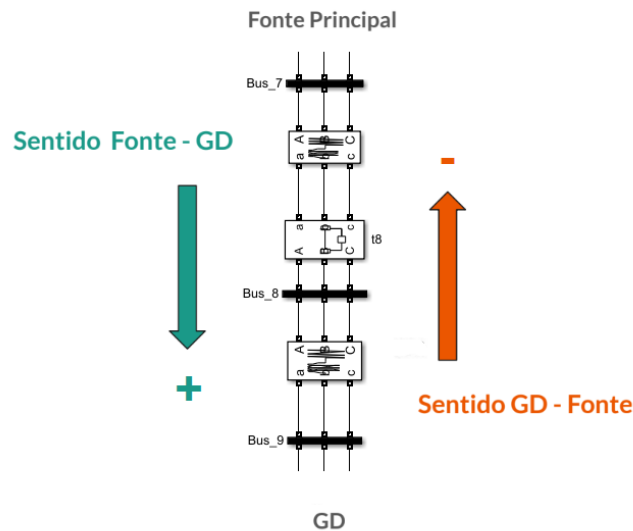 Fonte Principal
Bus_7
A B C
a b c
Sentido Fonte - GD
-
a b c
A B C
t8
Bus_8
A B C
a b c
+
Sentido GD - Fonte
Bus_9
GD